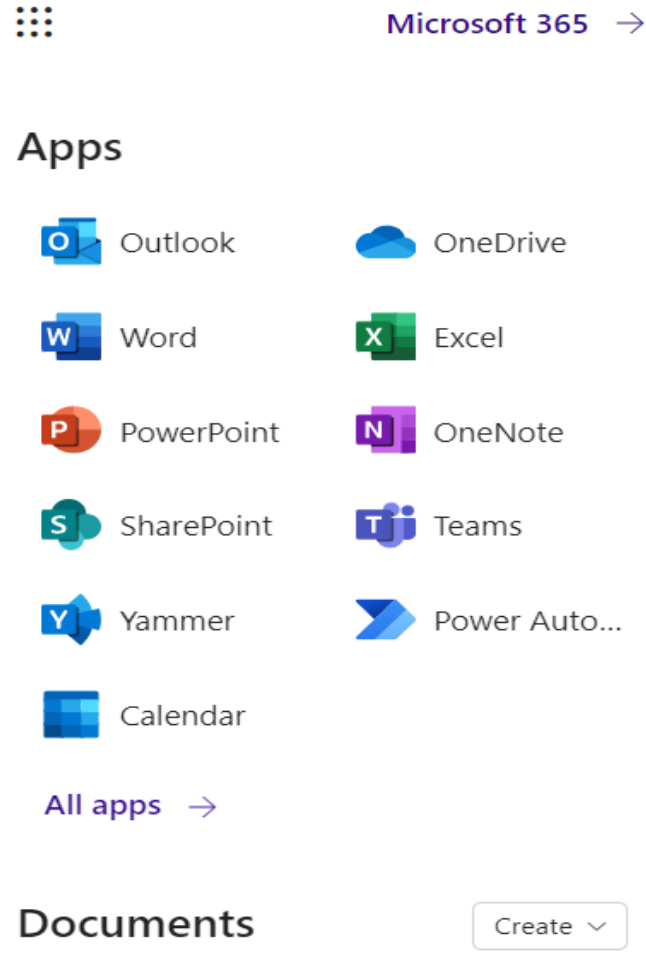 Microsoft 365
Apps
O Outlook
OneDrive
W Word
X Excel
P PowerPoint
N OneNote
S SharePoint
T Teams
Y Yammer
Power Auto...
Calendar
All apps
Documents
Create